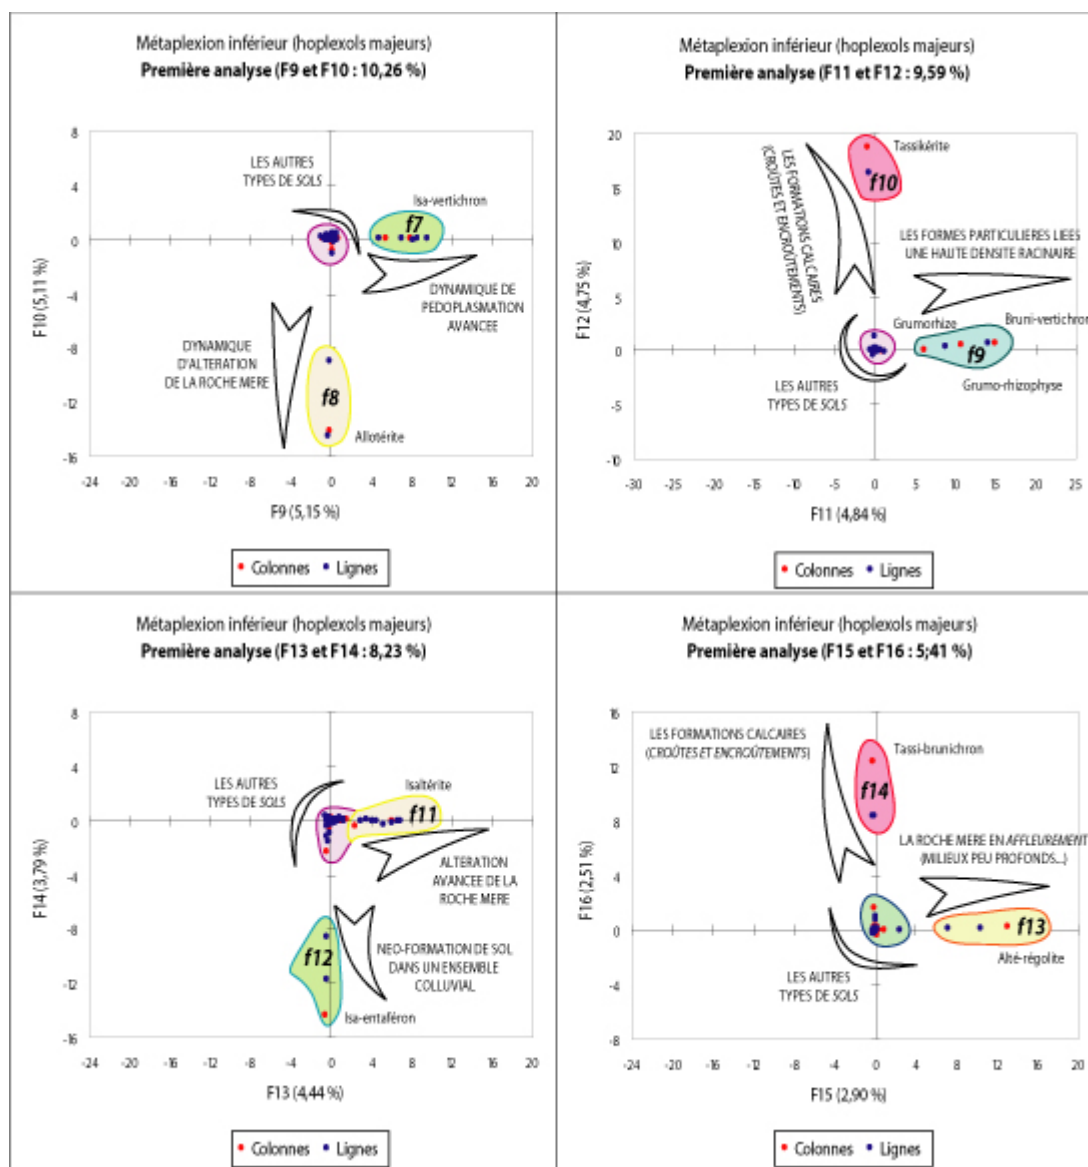 Métaplexion inférieur (hoplexols majeurs)
Première analyse (F9 et F10 : 10,26 %)
8
4
0
-4
-8
-12
-16
F10 (5,11 %)
LES AUTRES
TYPES DE SOLS
Isa-vertichron
f7
DYNAMIQUE DE
PEDOPLASMATION
AVANCEE
DYNAMIQUE
D'ALTERATION
DE LA ROCHE MERE
f8
Allotérite
-24 -20 -16 -12 -8 -4 0 4 8 12 16 20
F9 (5,15 %)
Colonnes Lignes
Métaplexion inférieur (hoplexols majeurs)
Première analyse (F11 et F12 : 9,59 %)
20
15
10
5
0
-5
-10
F12 (4,75 %)
LES FORMATIONS CALCAIRES
(CROÛTES ET ENCROÛTEMENTS)
Tassikérite
f10
LES FORMES PARTICULIERES LIEES
UNE HAUTE DENSITE RACINAIRE
Grumorhize
Bruni-vertichron
f9
Grumo-rhizophyse
LES AUTRES
TYPES DE SOLS
-30 -25 -20 -15 -10 -5 0 5 10 15 20 25
F11 (4,84 %)
Colonnes Lignes
Métaplexion inférieur (hoplexols majeurs)
Première analyse (F13 et F14 : 8,23 %)
8
4
0
-4
-8
-12
-16
F14 (3,79 %)
LES AUTRES
TYPES DE SOLS
Isaltérite
f11
ALTERATION
AVANCEE DE LA
ROCHE MERE
f12
NEO-FORMATION DE SOL
DANS UN ENSEMBLE
COLLUVIAL
Isa-entaféron
-24 -20 -16 -12 -8 -4 0 4 8 12 16 20
F13 (4,44 %)
Colonnes Lignes
Métaplexion inférieur (hoplexols majeurs)
Première analyse (F15 et F16 : 5;41 %)
16
12
8
4
0
-4
-8
F16 (2,51 %)
LES FORMATIONS CALCAIRES
(CROÛTES ET ENCROÛTEMENTS)
Tassi-brunichron
f14
LA ROCHE MERE EN AFFLEUREMENT
(MILIEUX PEU PROFONDS...)
f13
Alté-régolite
LES AUTRES
TYPES DE SOLS
-24 -20 -16 -12 -8 -4 0 4 8 12 16 20
F15 (2,90 %)
Colonnes Lignes